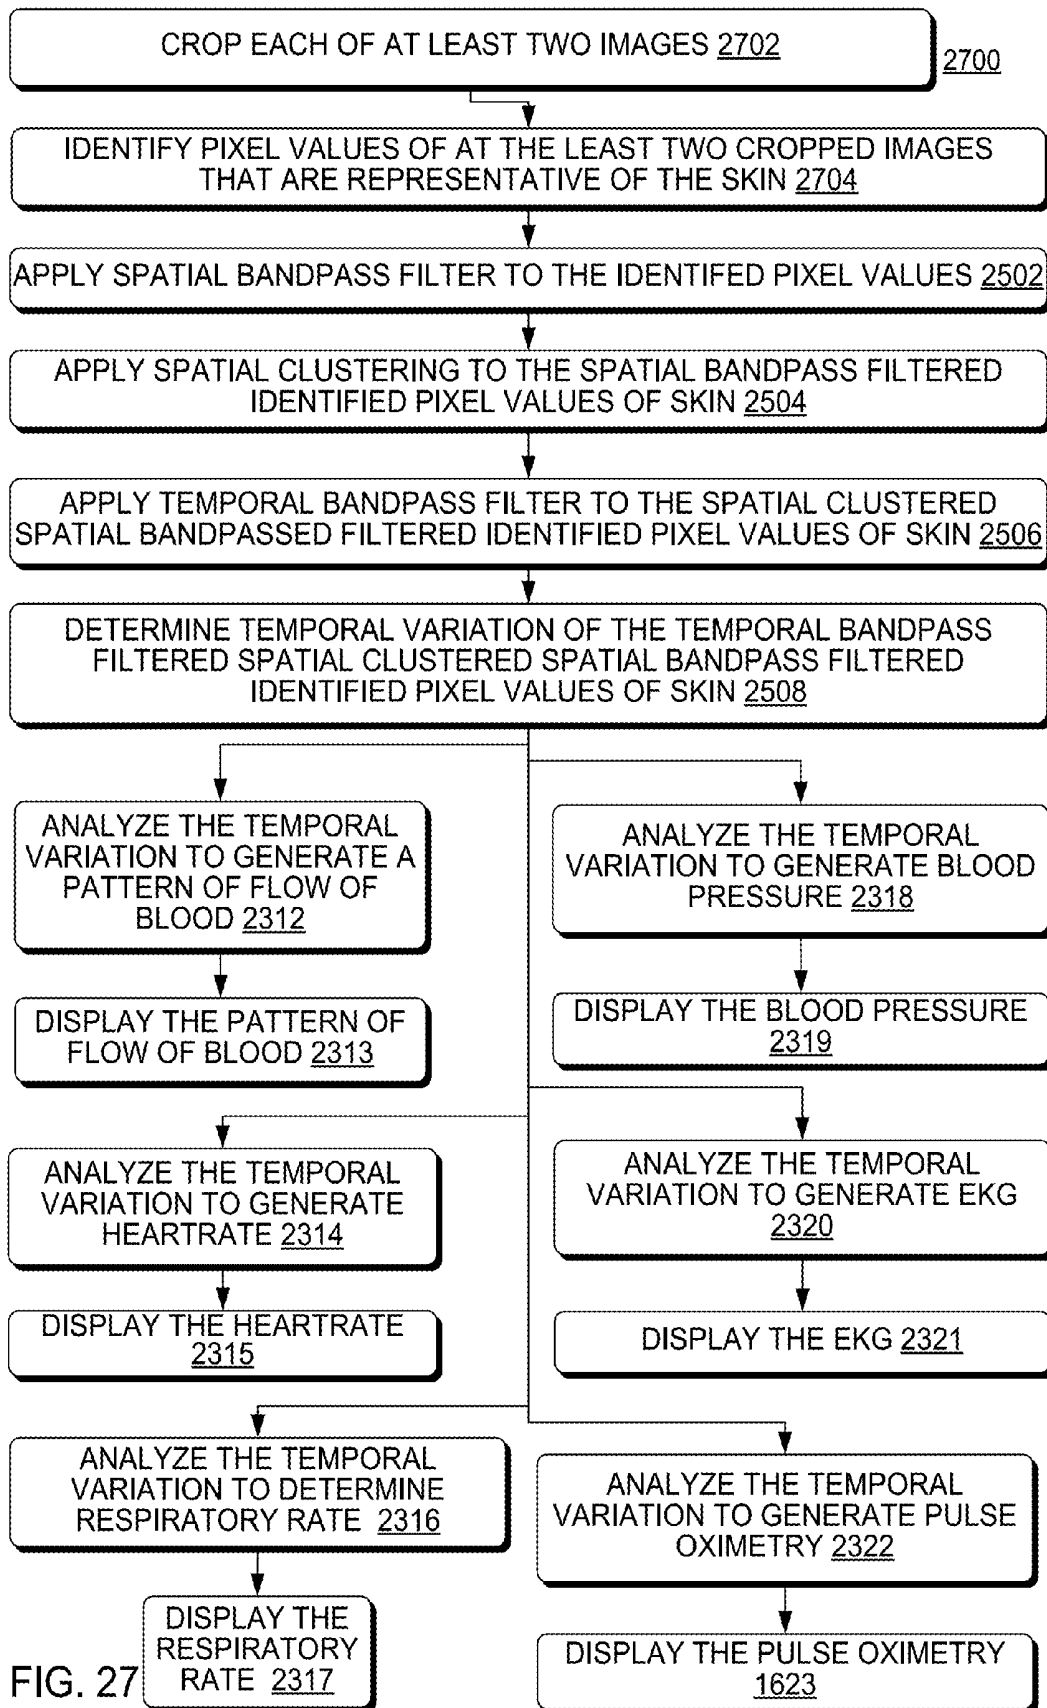 CROP EACH OF AT LEAST TWO IMAGES 2702
2700
IDENTIFY PIXEL VALUES OF AT THE LEAST TWO CROPPED IMAGES
THAT ARE REPRESENTATIVE OF THE SKIN 2704
APPLY SPATIAL BANDPASS FILTER TO THE IDENTIFED PIXEL VALUES 2502
APPLY SPATIAL CLUSTERING TO THE SPATIAL BANDPASS FILTERED
IDENTIFIED PIXEL VALUES OF SKIN 2504
APPLY TEMPORAL BANDPASS FILTER TO THE SPATIAL CLUSTERED
SPATIAL BANDPASSED FILTERED IDENTIFIED PIXEL VALUES OF SKIN 2506
DETERMINE TEMPORAL VARIATION OF THE TEMPORAL BANDPASS
FILTERED SPATIAL CLUSTERED SPATIAL BANDPASS FILTERED
IDENTIFIED PIXEL VALUES OF SKIN 2508
ANALYZE THE TEMPORAL
VARIATION TO GENERATE A
PATTERN OF FLOW OF
BLOOD 2312
ANALYZE THE TEMPORAL
VARIATION TO GENERATE BLOOD
PRESSURE 2318
DISPLAY THE PATTERN OF
FLOW OF BLOOD 2313
DISPLAY THE BLOOD PRESSURE
2319
ANALYZE THE TEMPORAL
VARIATION TO GENERATE
HEARTRATE 2314
ANALYZE THE TEMPORAL
VARIATION TO GENERATE EKG
2320
DISPLAY THE HEARTRATE
2315
DISPLAY THE EKG 2321
ANALYZE THE TEMPORAL
VARIATION TO DETERMINE
RESPIRATORY RATE 2316
ANALYZE THE TEMPORAL
VARIATION TO GENERATE PULSE
OXIMETRY 2322
DISPLAY THE
RESPIRATORY
RATE 2317
DISPLAY THE PULSE OXIMETRY
1623
FIG. 27